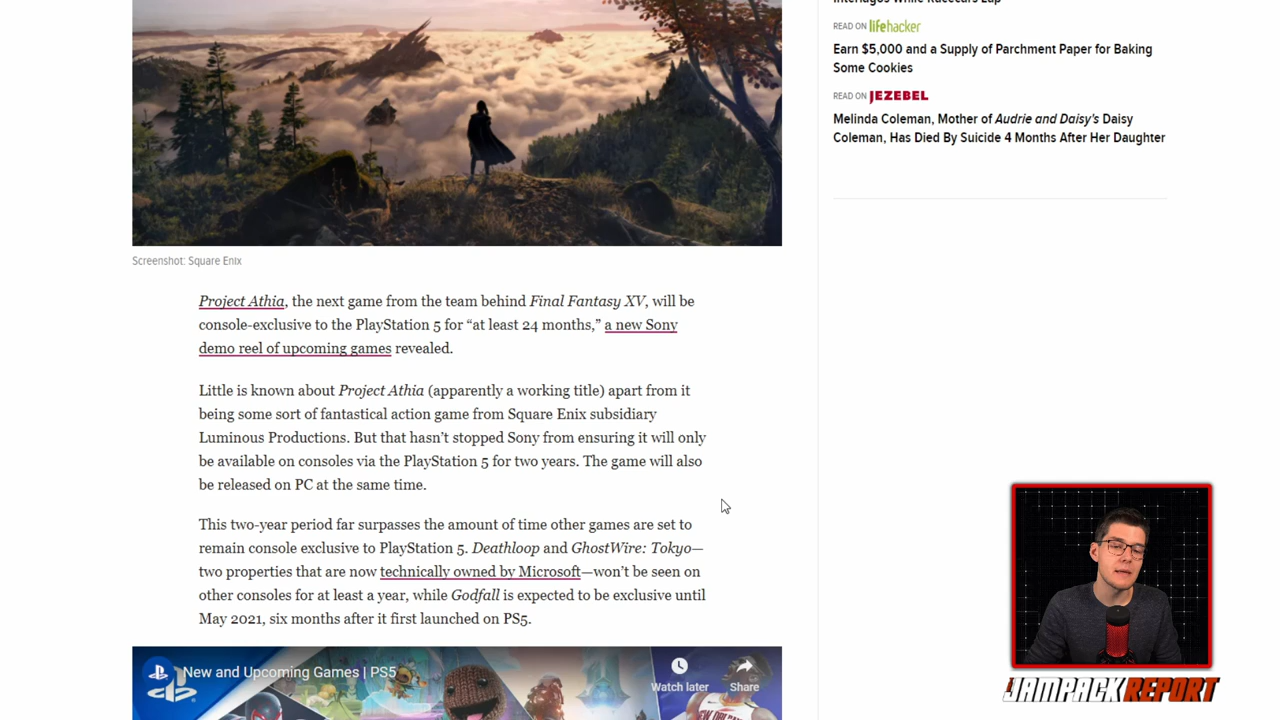 Interlagos While Racecars Lap
READ ON lifehacker
Earn $5,000 and a Supply of Parchment Paper for Baking
Some Cookies
READ ON JEZEBEL
Melinda Coleman, Mother of Audrie and Daisy's Daisy
Coleman, Has Died By Suicide 4 Months After Her Daughter
Screenshot: Square Enix
Project Athia, the next game from the team behind Final Fantasy XV, will be
console-exclusive to the PlayStation 5 for “at least 24 months,” a new Sony
demo reel of upcoming games revealed.
Little is known about Project Athia (apparently a working title) apart from it
being some sort of fantastical action game from Square Enix subsidiary
Luminous Productions. But that hasn’t stopped Sony from ensuring it will only
be available on consoles via the PlayStation 5 for two years. The game will also
be released on PC at the same time.
This two-year period far surpasses the amount of time other games are set to
remain console exclusive to PlayStation 5. Deathloop and GhostWire: Tokyo—
two properties that are now technically owned by Microsoft—won’t be seen on
other consoles for at least a year, while Godfall is expected to be exclusive until
May 2021, six months after it first launched on PS5.
New and Upcoming Games | PS5
Watch later
Share
NEW ORLEANS
JAMPACKREPORT